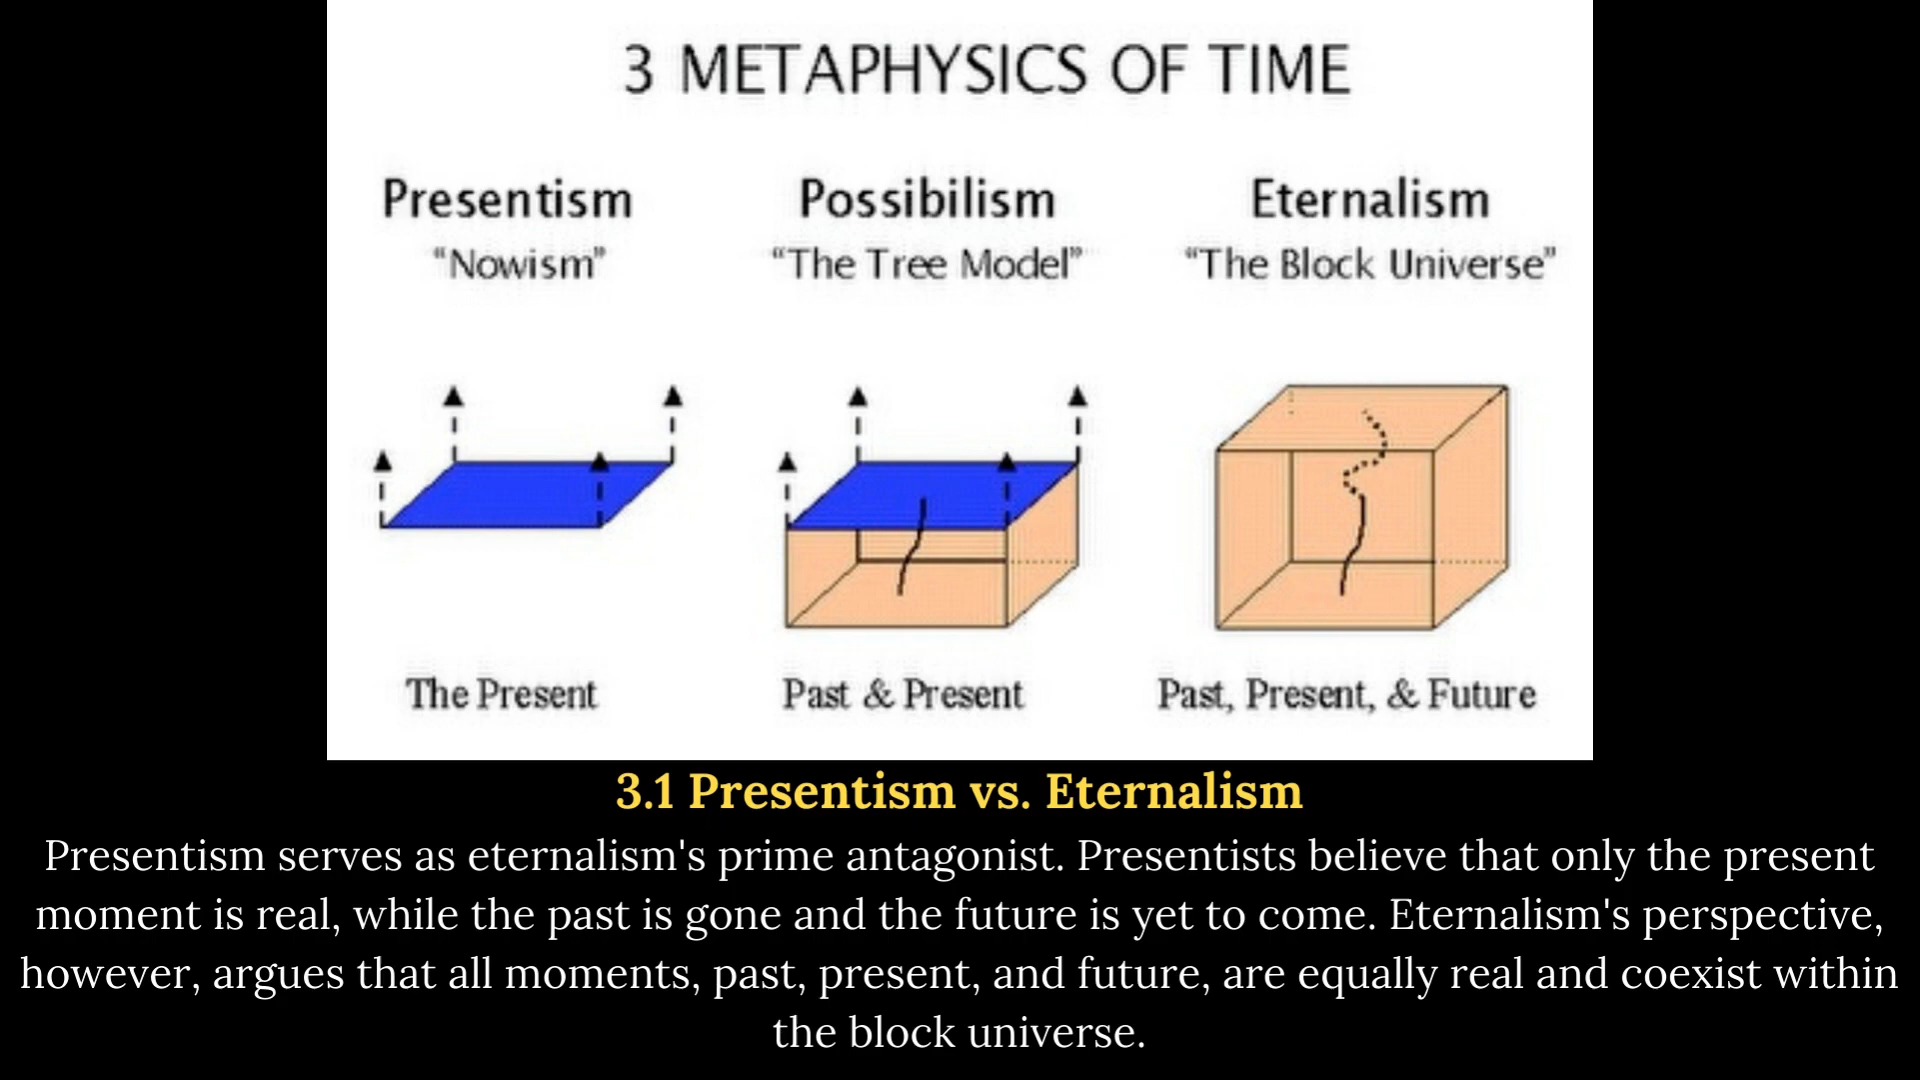 3 METAPHYSICS OF TIME
Presentism
“Nowism”
Possibilism
“The Tree Model”
Eternalism
“The Block Universe”
The Present
Past & Present
Past, Present, & Future
3.1 Presentism vs. Eternalism
Presentism serves as eternalism's prime antagonist. Presentists believe that only the present
moment is real, while the past is gone and the future is yet to come. Eternalism's perspective,
however, argues that all moments, past, present, and future, are equally real and coexist within
the block universe.